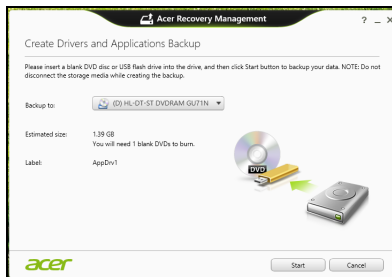 Acer Recovery Management
? _ X
Create Drivers and Applications Backup
Please insert a blank DVD disc or USB flash drive into the drive, and then click Start button to backup your data. NOTE: Do not
disconnect the storage media while creating the backup.
Backup to: (D) HL-DT-ST DVDRAM GU71N
Estimated size: 1.39 GB
You will need 1 blank DVDs to burn.
Label: AppDrv1
DVD
acer
Start Cancel